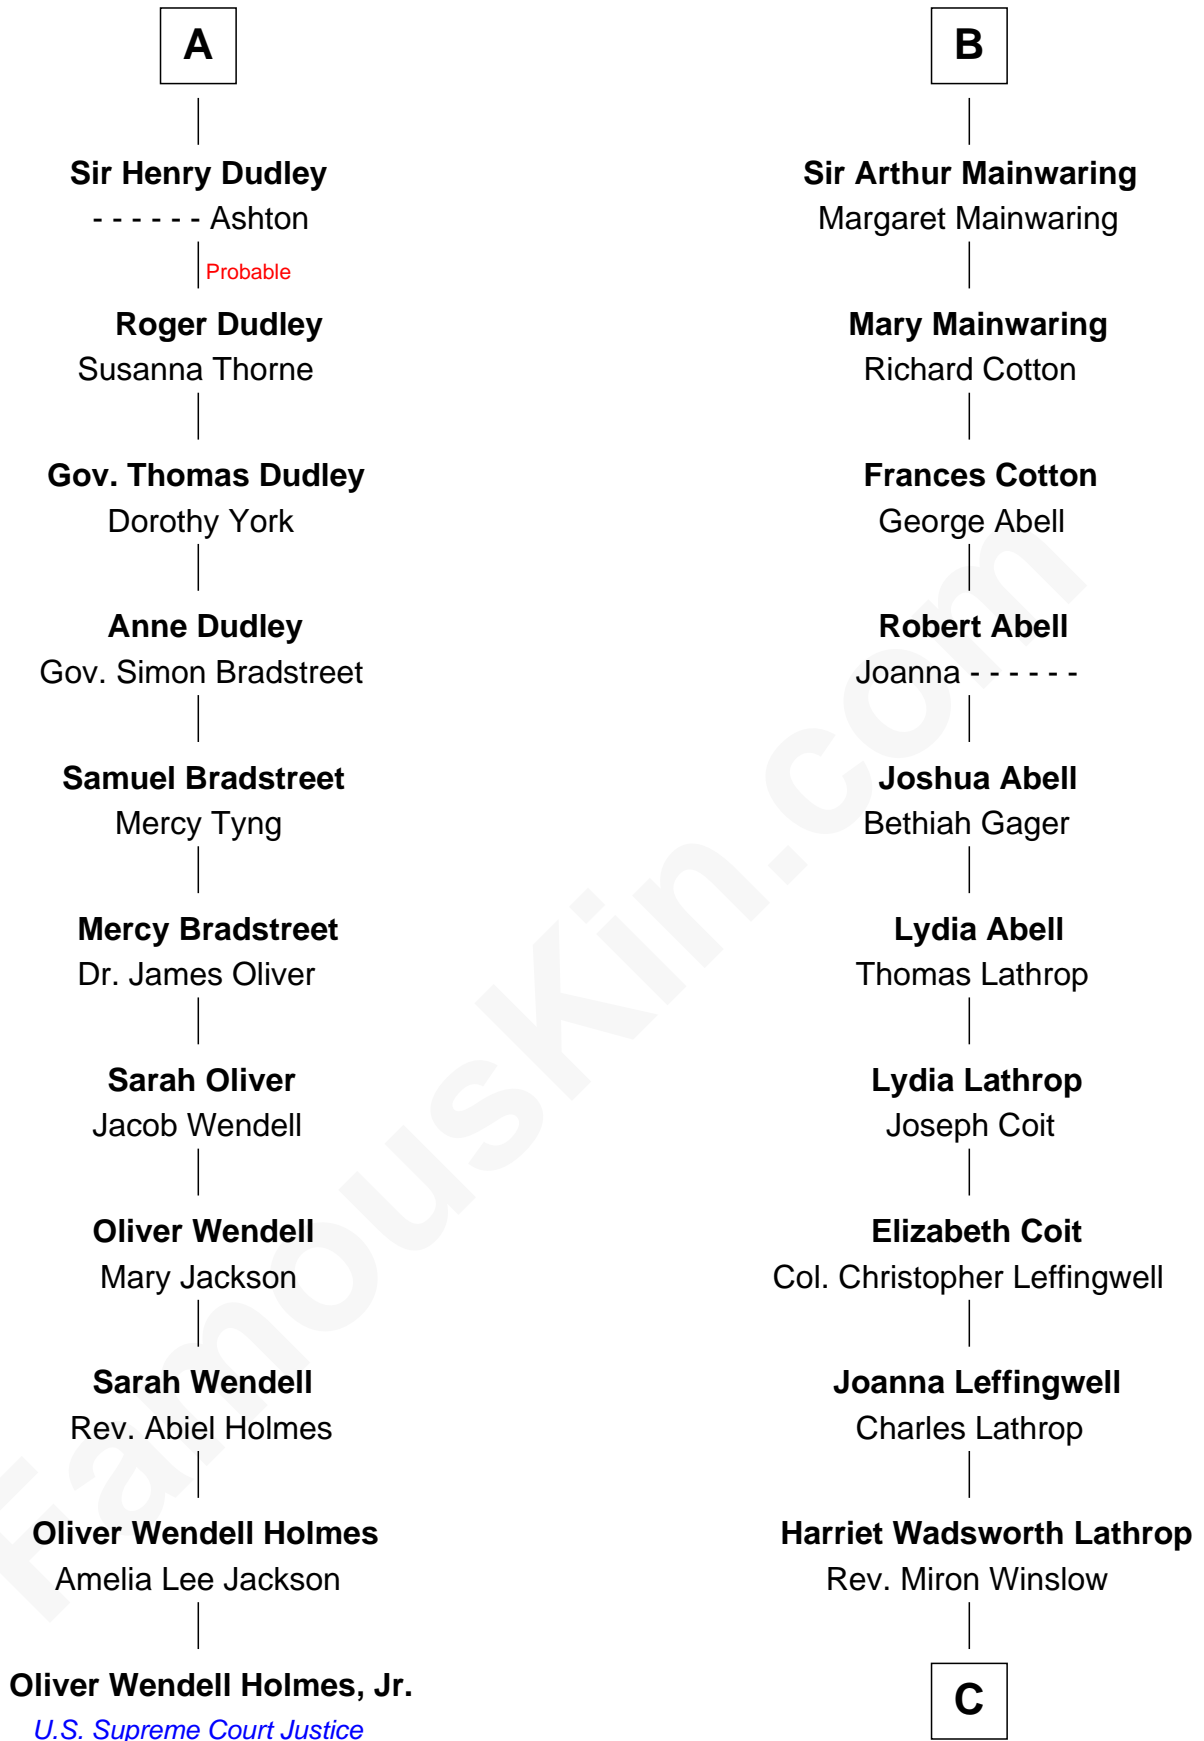 A
Sir Henry Dudley
- - - - - - Ashton
Probable
Roger Dudley
Susanna Thorne
Gov. Thomas Dudley
Dorothy York
Anne Dudley
Gov. Simon Bradstreet
Samuel Bradstreet
Mercy Tyng
Mercy Bradstreet
Dr. James Oliver
Sarah Oliver
Jacob Wendell
Oliver Wendell
Mary Jackson
Sarah Wendell
Rev. Abiel Holmes
Oliver Wendell Holmes
Amelia Lee Jackson
Oliver Wendell Holmes, Jr.
U.S. Supreme Court Justice
B
Sir Arthur Mainwaring
Margaret Mainwaring
Mary Mainwaring
Richard Cotton
Frances Cotton
George Abell
Robert Abell
Joanna - - - - - -
Joshua Abell
Bethiah Gager
Lydia Abell
Thomas Lathrop
Lydia Lathrop
Joseph Coit
Elizabeth Coit
Col. Christopher Leffingwell
Joanna Leffingwell
Charles Lathrop
Harriet Wadsworth Lathrop
Rev. Miron Winslow
C
FamousKin.com